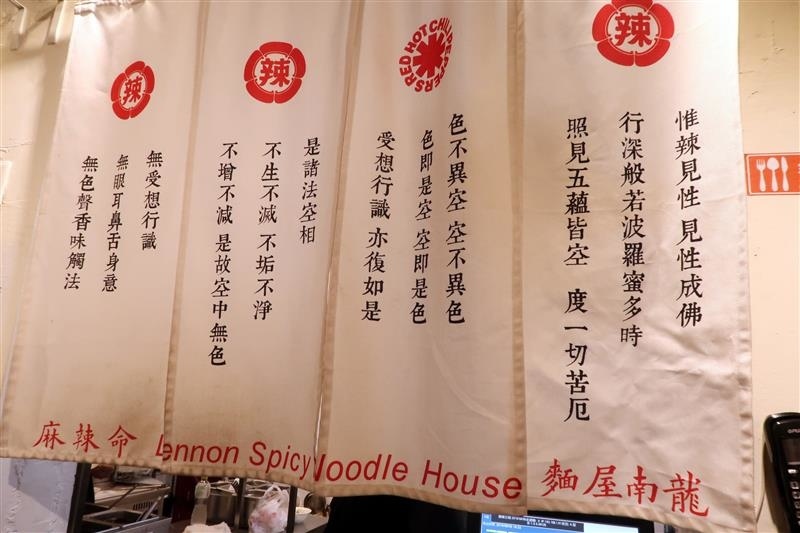 辣
惟辣見性 見性成佛
行深般若波羅蜜多時
照見五蘊皆空 度一切苦厄
RED HOT CHILI PEPPERS
色不異空 空不異色
色即是空 空即是色
受想行識 亦復如是
辣
是諸法空相
不生不滅 不垢不淨
不增不減 是故空中無色
辣
無受想行識
無眼耳鼻舌身意
無色聲香味觸法
麻辣命 Lennon Spicy Noodle House 麵屋南龍